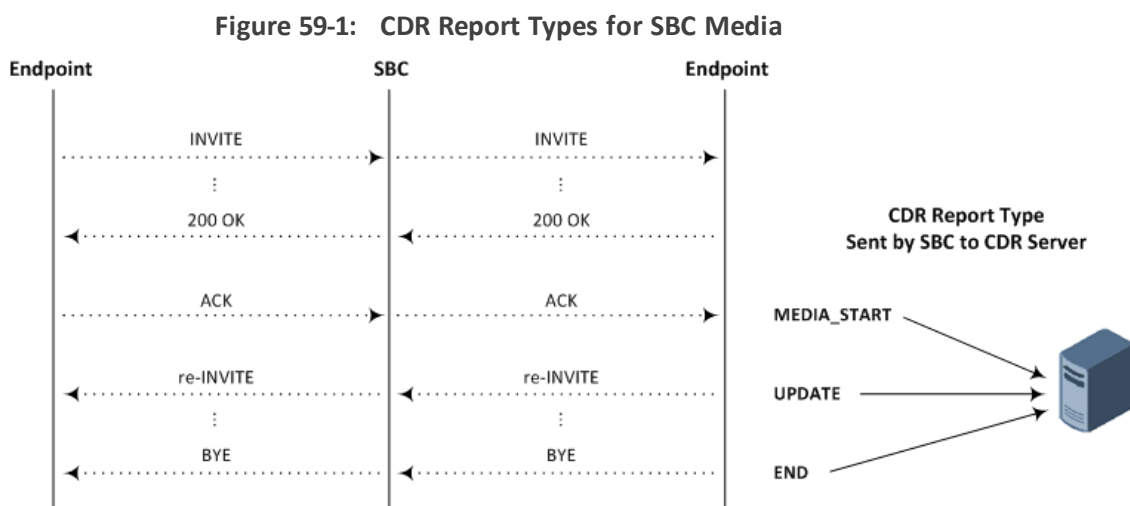 Figure 59-1: CDR Report Types for SBC Media
Endpoint SBC Endpoint
INVITE INVITE
⋮ ⋮
200 OK 200 OK
CDR Report Type
Sent by SBC to CDR Server
ACK ACK
MEDIA_START
re-INVITE re-INVITE
UPDATE
⋮ ⋮
BYE BYE
END